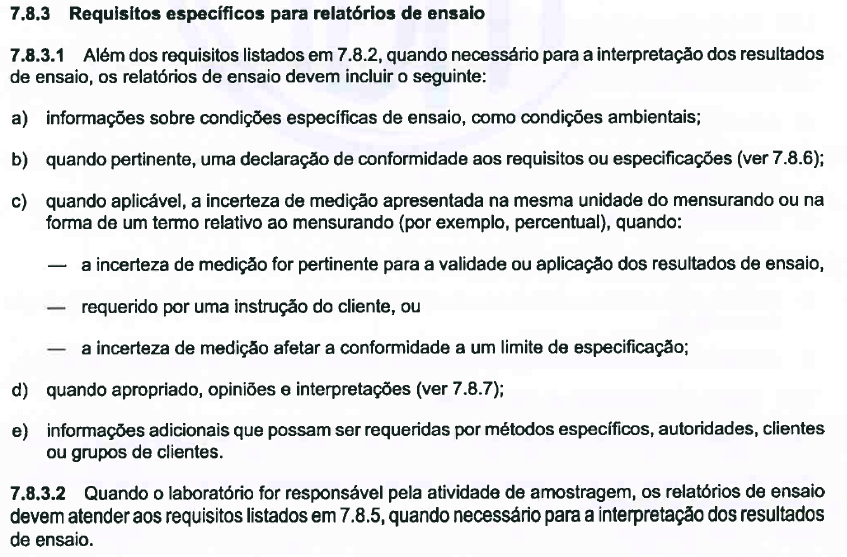 7.8.3 Requisitos específicos para relatórios de ensaio
7.8.3.1 Além dos requisitos listados em 7.8.2, quando necessário para a interpretação dos resultados
de ensaio, os relatórios de ensaio devem incluir o seguinte:
a) informações sobre condições específicas de ensaio, como condições ambientais;
b) quando pertinente, uma declaração de conformidade aos requisitos ou especificações (ver 7.8.6);
c) quando aplicável, a incerteza de medição apresentada na mesma unidade do mensurando ou na
forma de um termo relativo ao mensurando (por exemplo, percentual), quando:
— a incerteza de medição for pertinente para a validade ou aplicação dos resultados de ensaio,
— requerido por uma instrução do cliente, ou
— a incerteza de medição afetar a conformidade a um limite de especificação;
d) quando apropriado, opiniões e interpretações (ver 7.8.7);
e) informações adicionais que possam ser requeridas por métodos específicos, autoridades, clientes
ou grupos de clientes.
7.8.3.2 Quando o laboratório for responsável pela atividade de amostragem, os relatórios de ensaio
devem atender aos requisitos listados em 7.8.5, quando necessário para a interpretação dos resultados
de ensaio.